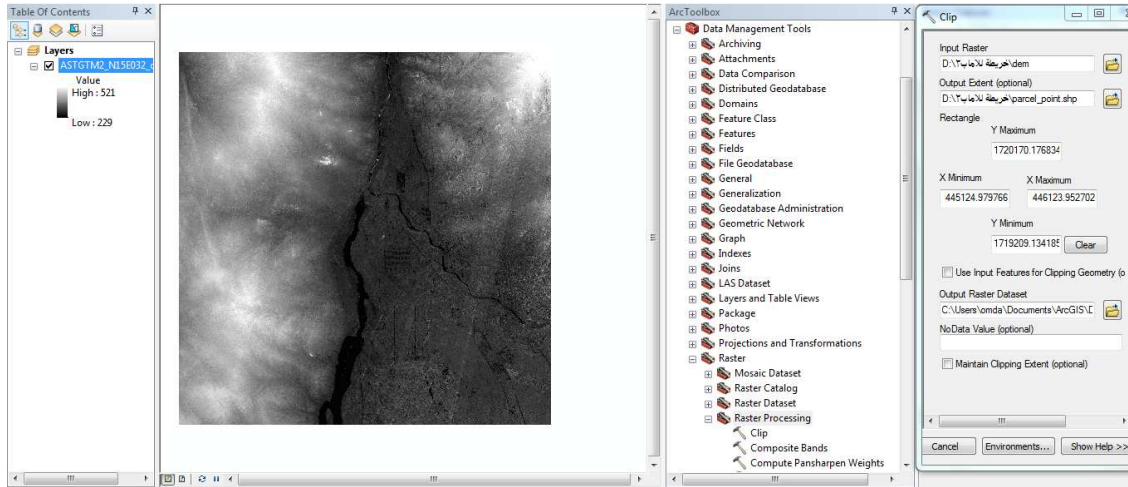 Table Of Contents
Layers
ASTGTM2_N15E032_d
Value
High : 521
Low : 229
ArcToolbox
Data Management Tools
Archiving
Attachments
Data Comparison
Distributed Geodatabase
Domains
Feature Class
Features
Fields
File Geodatabase
General
Generalization
Geodatabase Administration
Geometric Network
Graph
Indexes
Joins
LAS Dataset
Layers and Table Views
Package
Photos
Projections and Transformations
Raster
Mosaic Dataset
Raster Catalog
Raster Dataset
Raster Processing
Clip
Composite Bands
Compute Pansharpen Weights
Clip
Input Raster
D:\خريطة للاماب٢\dem
Output Extent (optional)
D:\خريطة للاماب٢\parcel_point.shp
Rectangle
Y Maximum
1720170.176834
X Minimum
X Maximum
445124.979766
446123.952702
Y Minimum
1719209.134185
Clear
Use Input Features for Clipping Geometry (o
Output Raster Dataset
C:\Users\omda\Documents\ArcGIS\D
NoData Value (optional)
Maintain Clipping Extent (optional)
Cancel
Environments...
Show Help >>